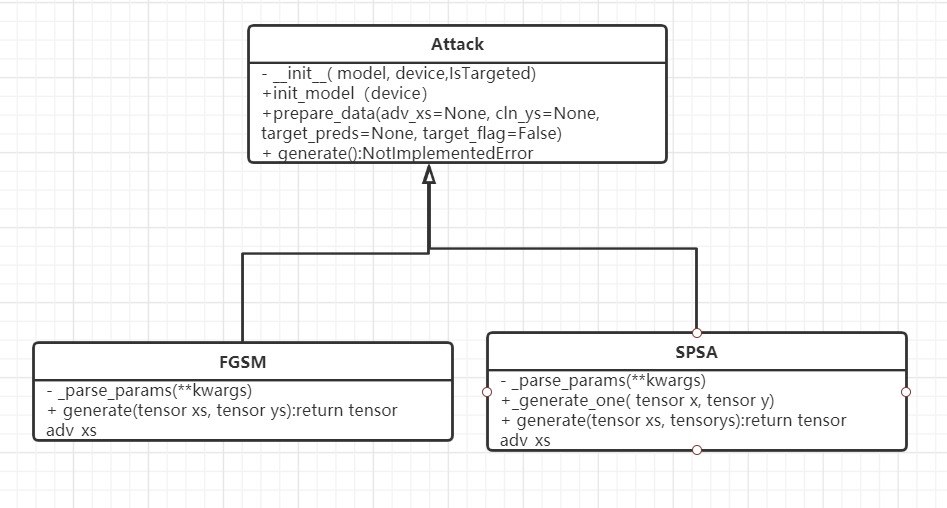 Attack
- __init__( model, device,IsTargeted)
+init_model（device）
+prepare_data(adv_xs=None, cln_ys=None,
target_preds=None, target_flag=False)
+ generate():NotImplementedError
FGSM
- _parse_params(**kwargs)
+ generate(tensor xs, tensor ys):return tensor
adv_xs
SPSA
- _parse_params(**kwargs)
+_generate_one( tensor x, tensor y)
+ generate(tensor xs, tensorys):return tensor
adv_xs